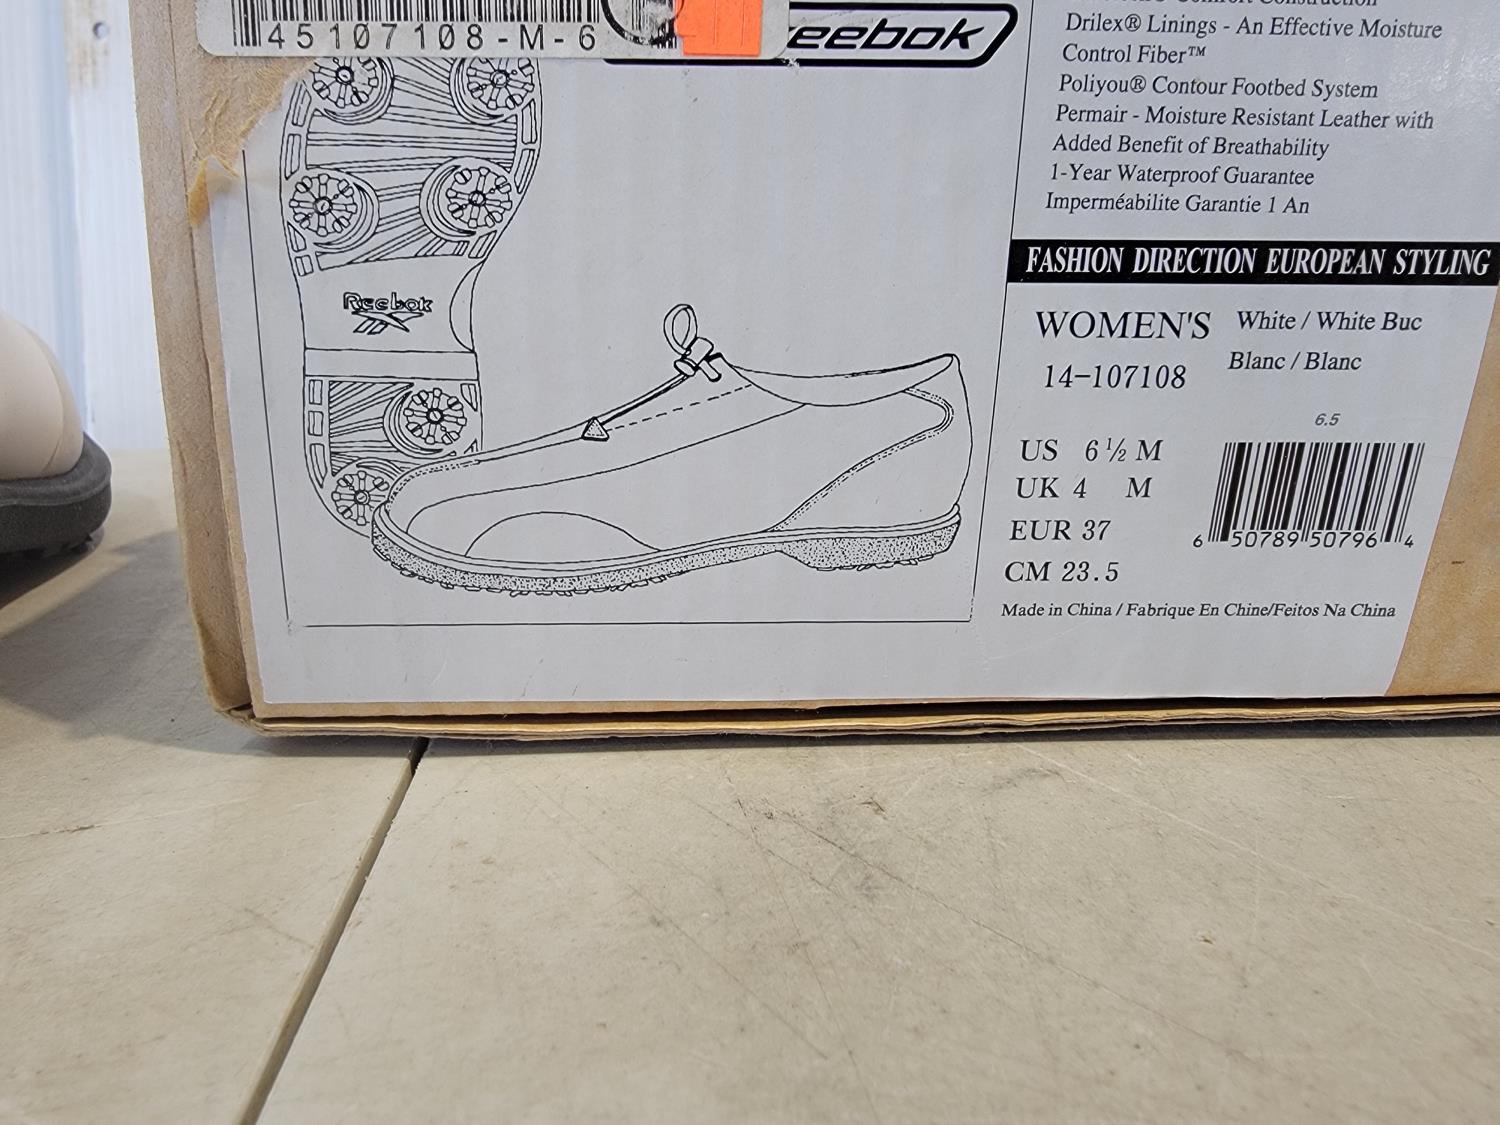 45107108-M-6
eebok
Construction
Drilex® Linings - An Effective Moisture
Control Fiber™
Poliyou® Contour Footbed System
Permair - Moisture Resistant Leather with
Added Benefit of Breathability
1-Year Waterproof Guarantee
Imperméabilite Garantie 1 An
FASHION DIRECTION EUROPEAN STYLING
Reebok
WOMEN'S White / White Buc
14-107108 Blanc / Blanc
6.5
US 6 ½ M
UK 4 M
EUR 37
CM 23.5
6 50789 50796 4
Made in China / Fabrique En Chine/Feitos Na China